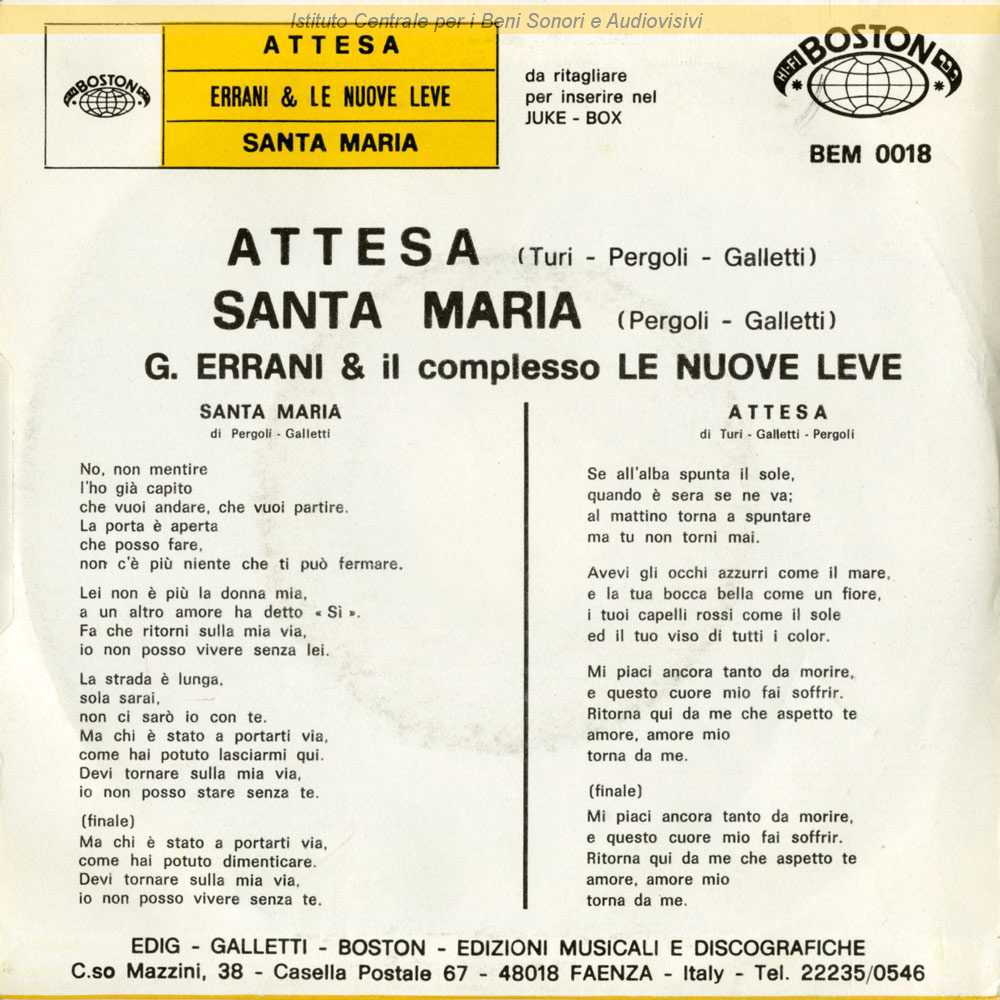 Istituto Centrale per i Beni Sonori e Audiovisivi
BOSTON
ATTESA
ERRANI & LE NUOVE LEVE
SANTA MARIA
da ritagliare
per inserire nel
JUKE - BOX
HI-FI BOSTON
BEM 0018
ATTESA (Turi - Pergoli - Galletti)
SANTA MARIA (Pergoli - Galletti)
G. ERRANI & il complesso LE NUOVE LEVE
SANTA MARIA
di Pergoli - Galletti
No, non mentire
l'ho già capito
che vuoi andare, che vuoi partire.
La porta è aperta
che posso fare,
non c'è più niente che ti può fermare.
Lei non è più la donna mia,
a un altro amore ha detto « Sì ».
Fa che ritorni sulla mia via,
io non posso vivere senza lei.
La strada è lunga,
sola sarai,
non ci sarò io con te.
Ma chi è stato a portarti via,
come hai potuto lasciarmi qui.
Devi tornare sulla mia via,
io non posso stare senza te.
(finale)
Ma chi è stato a portarti via,
come hai potuto dimenticare.
Devi tornare sulla mia via,
io non posso vivere senza te.
ATTESA
di Turi - Galletti - Pergoli
Se all'alba spunta il sole,
quando è sera se ne va;
al mattino torna a spuntare
ma tu non torni mai.
Avevi gli occhi azzurri come il mare,
e la tua bocca bella come un fiore,
i tuoi capelli rossi come il sole
ed il tuo viso di tutti i color.
Mi piaci ancora tanto da morire,
e questo cuore mio fai soffrir.
Ritorna qui da me che aspetto te
amore, amore mio
torna da me.
(finale)
Mi piaci ancora tanto da morire,
e questo cuore mio fai soffrir.
Ritorna qui da me che aspetto te
amore, amore mio
torna da me.
EDIG - GALLETTI - BOSTON - EDIZIONI MUSICALI E DISCOGRAFICHE
C.so Mazzini, 38 - Casella Postale 67 - 48018 FAENZA - Italy - Tel. 22235/0546